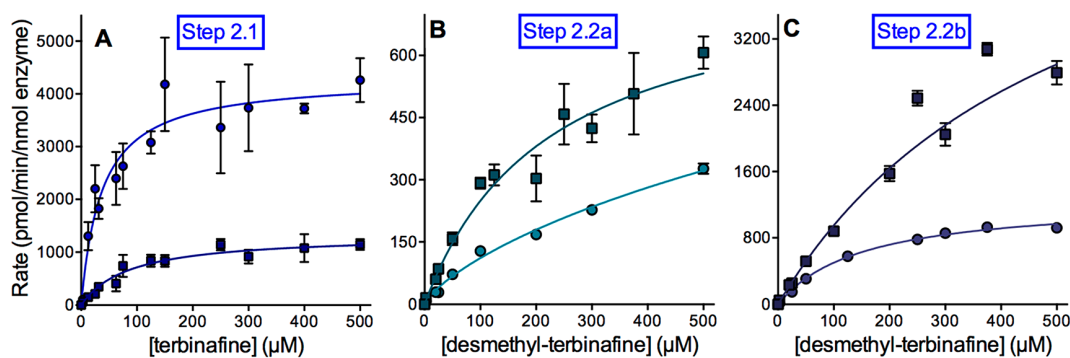 A
Step 2.1
Rate (pmol/min/nmol enzyme)
5000
4000
3000
2000
1000
0
0 100 200 300 400 500
[terbinafine] (µM)
B
Step 2.2a
600
450
300
150
0
0 100 200 300 400 500
[desmethyl-terbinafine] (µM)
C
Step 2.2b
3200
2400
1600
800
0
0 100 200 300 400 500
[desmethyl-terbinafine] (µM)